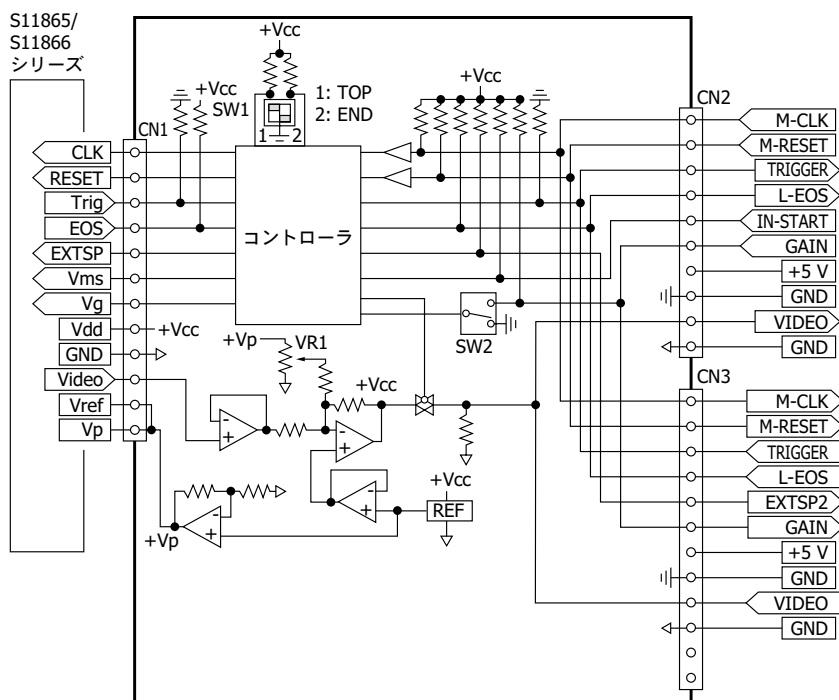 S11865/
S11866
シリーズ
CN1
CLK
RESET
Trig
EOS
EXTSP
Vms
Vg
Vdd
GND
Video
Vref
Vp
+Vcc
+Vcc
+Vcc
SW1
1 2
1: TOP
2: END
コントローラ
+Vcc
+Vp
VR1
+Vcc
SW2
- +
- +
- +
- +
+Vp
+Vcc
REF
CN2
M-CLK
M-RESET
TRIGGER
L-EOS
IN-START
GAIN
+5 V
GND
VIDEO
GND
CN3
M-CLK
M-RESET
TRIGGER
L-EOS
EXTSP2
GAIN
+5 V
GND
VIDEO
GND